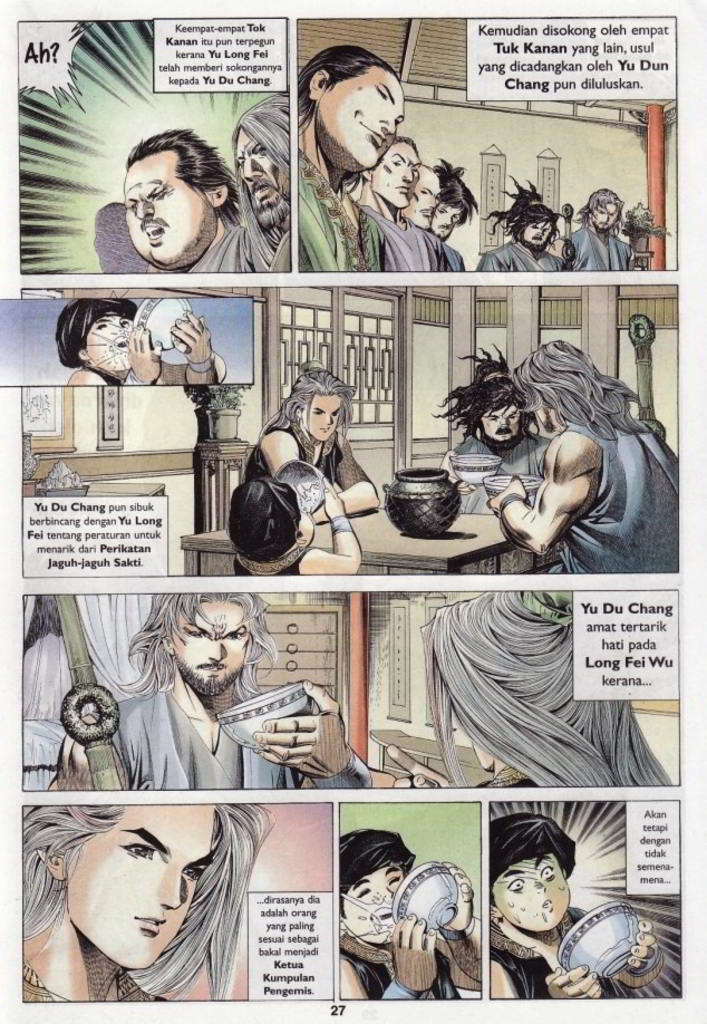 Ah?
Keempat-empat Tok
Kanan itu pun terpegun
kerana Yu Long Fei
telah memberi sokongannya
kepada Yu Du Chang.
Kemudian disokong oleh empat
Tuk Kanan yang lain, usul
yang dicadangkan oleh Yu Dun
Chang pun diluluskan.
Yu Du Chang pun sibuk
berbincang dengan Yu Long
Fei tentang peraturan untuk
menarik dari Perikatan
Jaguh-jaguh Sakti.
Yu Du Chang
amat tertarik
hati pada
Long Fei Wu
kerana...
...dirasanya dia
adalah orang
yang paling
sesuai sebagai
bakal menjadi
Ketua
Kumpulan
Pengemis.
Akan
tetapi
dengan
tidak
semena-
mena...
27